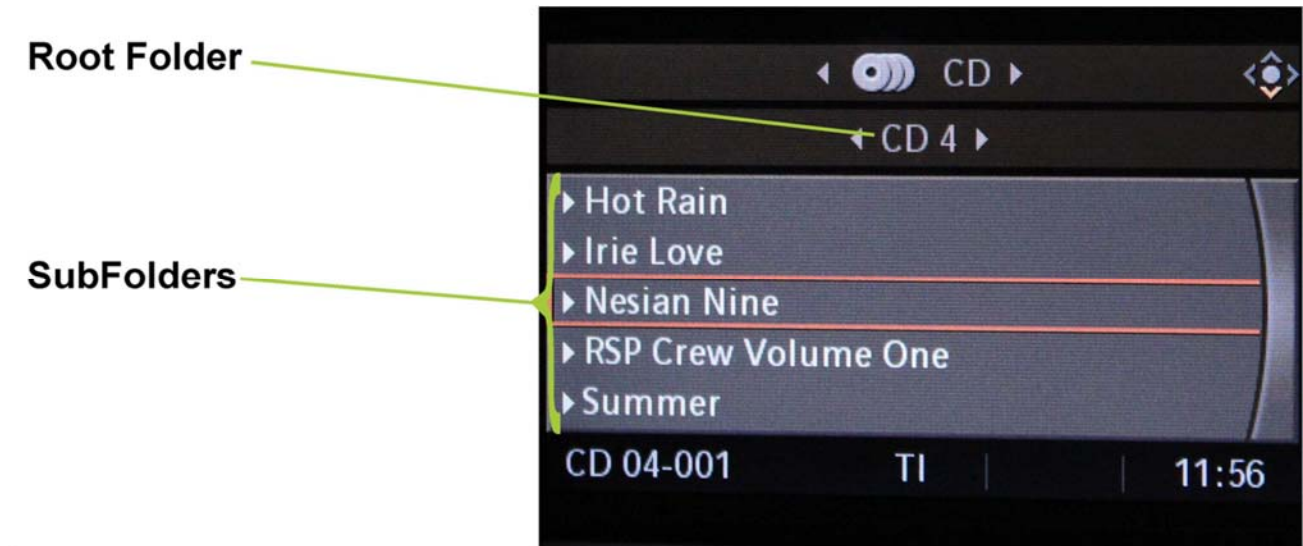 Root Folder
CD
CD 4
Hot Rain
Irie Love
SubFolders
Nesian Nine
RSP Crew Volume One
Summer
CD 04-001 TI 11:56